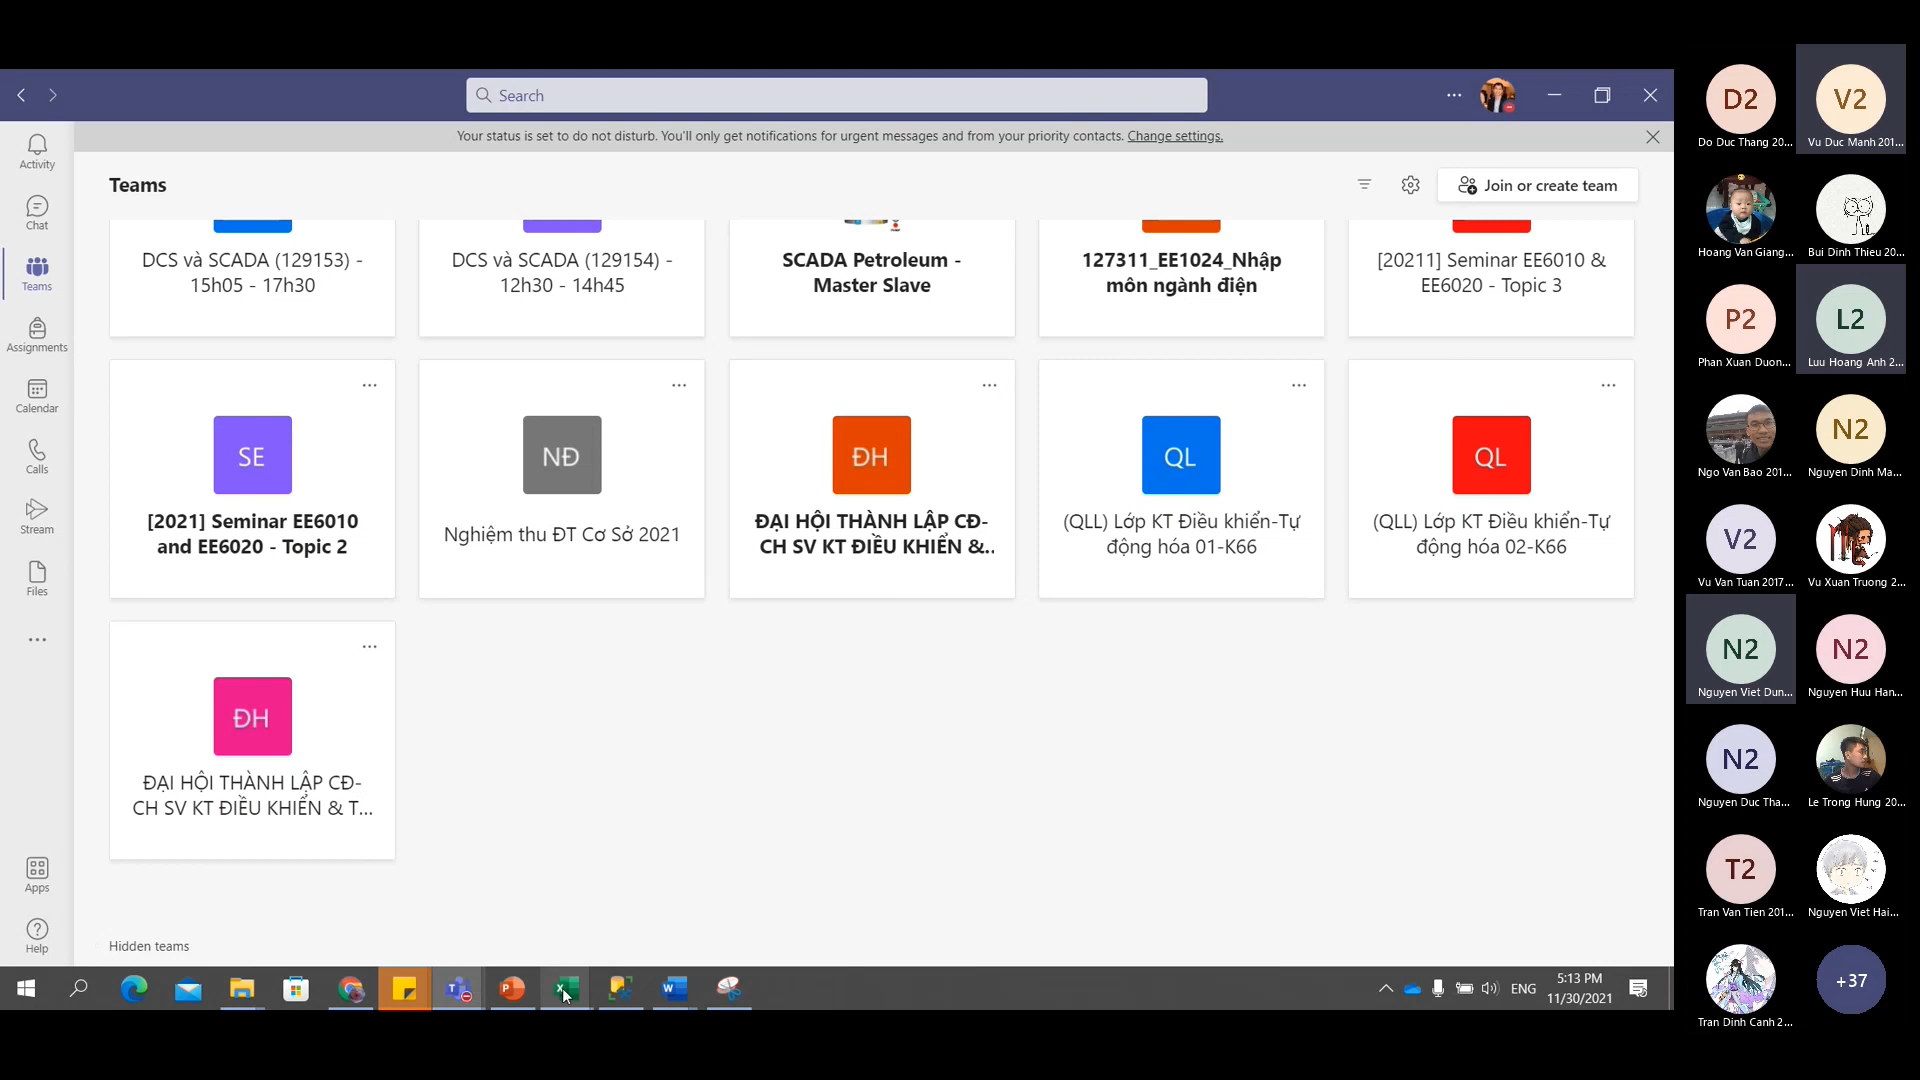 Search
Your status is set to do not disturb. You'll only get notifications for urgent messages and from your priority contacts. Change settings.
Activity
Chat
Teams
Assignments
Calendar
Calls
Stream
Files
Apps
Help
Teams
Join or create team
DCS và SCADA (129153) -
15h05 - 17h30
DCS và SCADA (129154) -
12h30 - 14h45
SCADA Petroleum -
Master Slave
127311_EE1024_Nhập
môn ngành điện
[20211] Seminar EE6010 &
EE6020 - Topic 3
SE
[2021] Seminar EE6010
and EE6020 - Topic 2
NĐ
Nghiệm thu ĐT Cơ Sở 2021
ĐH
ĐẠI HỘI THÀNH LẬP CĐ-
CH SV KT ĐIỀU KHIỂN &..
QL
(QLL) Lớp KT Điều khiển-Tự
động hóa 01-K66
QL
(QLL) Lớp KT Điều khiển-Tự
động hóa 02-K66
ĐH
ĐẠI HỘI THÀNH LẬP CĐ-
CH SV KT ĐIỀU KHIỂN & T...
Hidden teams
ENG
5:13 PM
11/30/2021
D2
Do Duc Thang 20...
V2
Vu Duc Manh 201...
Hoang Van Giang...
Bui Dinh Thieu 20...
P2
Phan Xuan Duon...
L2
Luu Hoang Anh 2...
Ngo Van Bao 201...
N2
Nguyen Dinh Ma...
V2
Vu Van Tuan 2017...
Vu Xuan Truong 2...
N2
Nguyen Viet Dun...
N2
Nguyen Huu Han...
N2
Nguyen Duc Tha...
Le Trong Hung 20...
T2
Tran Van Tien 201...
Nguyen Viet Hai...
Tran Dinh Canh 2...
+37